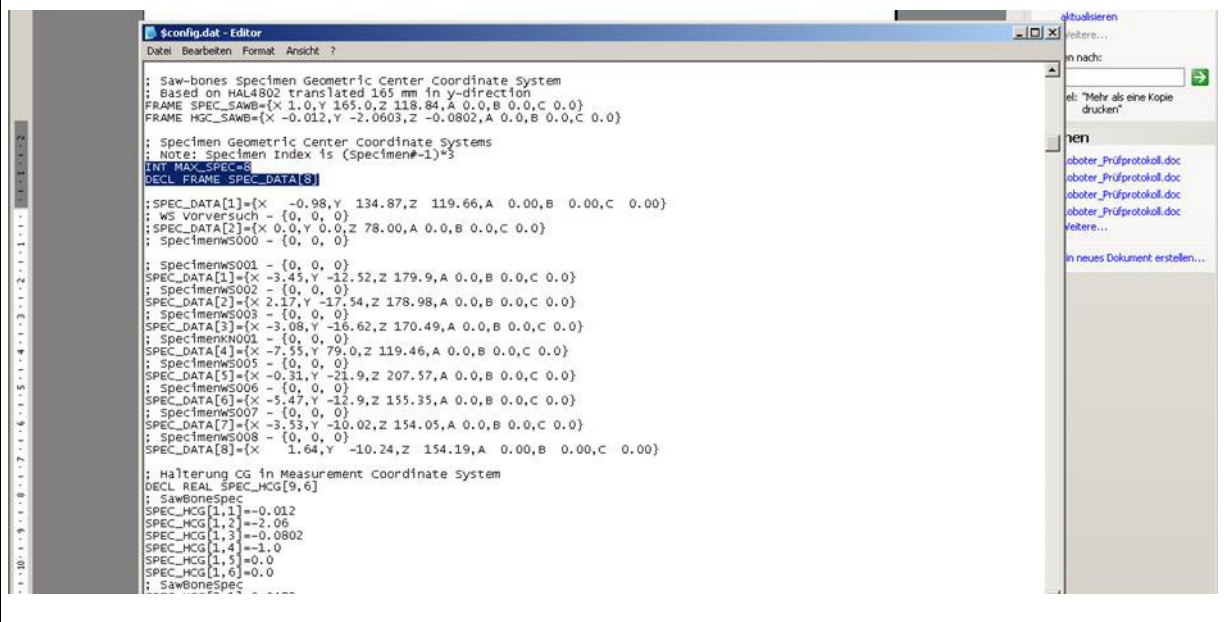 $config.dat - Editor
Datei Bearbeiten Format Ansicht ?
; Saw-bones Specimen Geometric Center Coordinate System
; Based on HAL4802 translated 165 mm in y-direction
FRAME SPEC_SAWB={X 1.0,Y 165.0,Z 118.84,A 0.0,B 0.0,C 0.0}
FRAME HGC_SAWB={X -0.012,Y -2.0603,Z -0.0802,A 0.0,B 0.0,C 0.0}
; Specimen Geometric Center Coordinate Systems
; Note: Specimen Index is (Specimen#-1)*3
INT MAX_SPEC=8
DECL FRAME SPEC_DATA[8]
;SPEC_DATA[1]={X -0.98,Y 134.87,Z 119.66,A 0.00,B 0.00,C 0.00}
; WS Vorversuch - {0, 0, 0}
;SPEC_DATA[2]={X 0.0,Y 0.0,Z 78.00,A 0.0,B 0.0,C 0.0}
; SpecimenWS000 - {0, 0, 0}
; SpecimenWS001 - {0, 0, 0}
SPEC_DATA[1]={X -3.45,Y -12.52,Z 179.9,A 0.0,B 0.0,C 0.0}
; SpecimenWS002 - {0, 0, 0}
SPEC_DATA[2]={X 2.17,Y -17.54,Z 178.98,A 0.0,B 0.0,C 0.0}
; SpecimenWS003 - {0, 0, 0}
SPEC_DATA[3]={X -3.08,Y -16.62,Z 170.49,A 0.0,B 0.0,C 0.0}
; SpecimenKN001 - {0, 0, 0}
SPEC_DATA[4]={X -7.55,Y 79.0,Z 119.46,A 0.0,B 0.0,C 0.0}
; SpecimenWS005 - {0, 0, 0}
SPEC_DATA[5]={X -0.31,Y -21.9,Z 207.57,A 0.0,B 0.0,C 0.0}
; SpecimenWS006 - {0, 0, 0}
SPEC_DATA[6]={X -5.47,Y -12.9,Z 155.35,A 0.0,B 0.0,C 0.0}
; SpecimenWS007 - {0, 0, 0}
SPEC_DATA[7]={X -3.53,Y -10.02,Z 154.05,A 0.0,B 0.0,C 0.0}
; SpecimenWS008 - {0, 0, 0}
SPEC_DATA[8]={X 1.64,Y -10.24,Z 154.19,A 0.00,B 0.00,C 0.00}
; Halterung CG in Measurement Coordinate System
DECL REAL SPEC_HCG[9,6]
; SawBoneSpec
SPEC_HCG[1,1]=-0.012
SPEC_HCG[1,2]=-2.06
SPEC_HCG[1,3]=-0.0802
SPEC_HCG[1,4]=-1.0
SPEC_HCG[1,5]=0.0
SPEC_HCG[1,6]=0.0
; SawBoneSpec
aktualisieren
Weitere...
en nach:
el: "Mehr als eine Kopie
drucken"
nen
oboter_Prüfprotokoll.doc
oboter_Prüfprotokoll.doc
oboter_Prüfprotokoll.doc
oboter_Prüfprotokoll.doc
Weitere...
in neues Dokument erstellen...